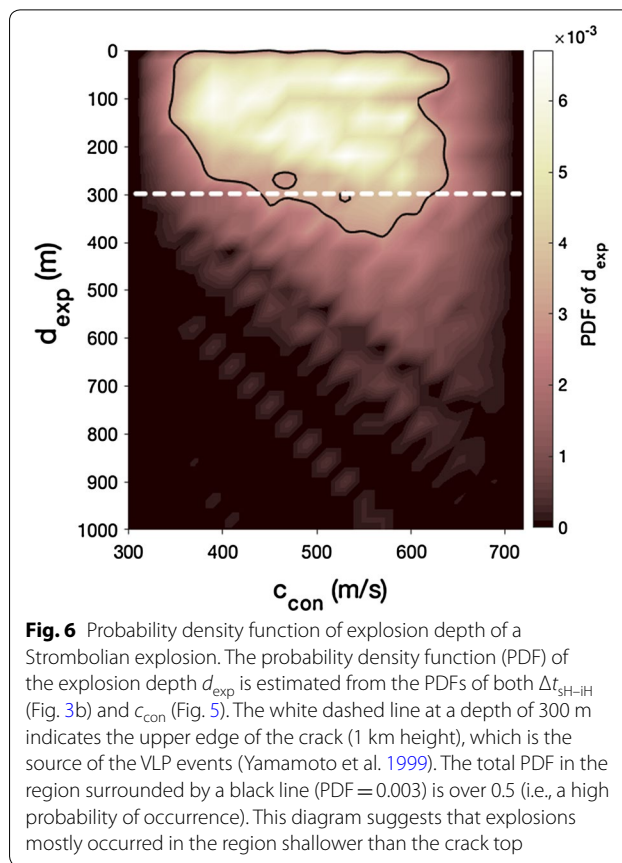 ×10⁻³
0
100
200
300
400
500
600
700
800
900
1000
d_exp (m)
300
400
500
600
700
c_con (m/s)
6
5
4
3
2
1
0
PDF of d_exp
Fig. 6 Probability density function of explosion depth of a
Strombolian explosion. The probability density function (PDF) of
the explosion depth d_exp is estimated from the PDFs of both Δt_sH–iH
(Fig. 3b) and c_con (Fig. 5). The white dashed line at a depth of 300 m
indicates the upper edge of the crack (1 km height), which is the
source of the VLP events (Yamamoto et al. 1999). The total PDF in the
region surrounded by a black line (PDF = 0.003) is over 0.5 (i.e., a high
probability of occurrence). This diagram suggests that explosions
mostly occurred in the region shallower than the crack top